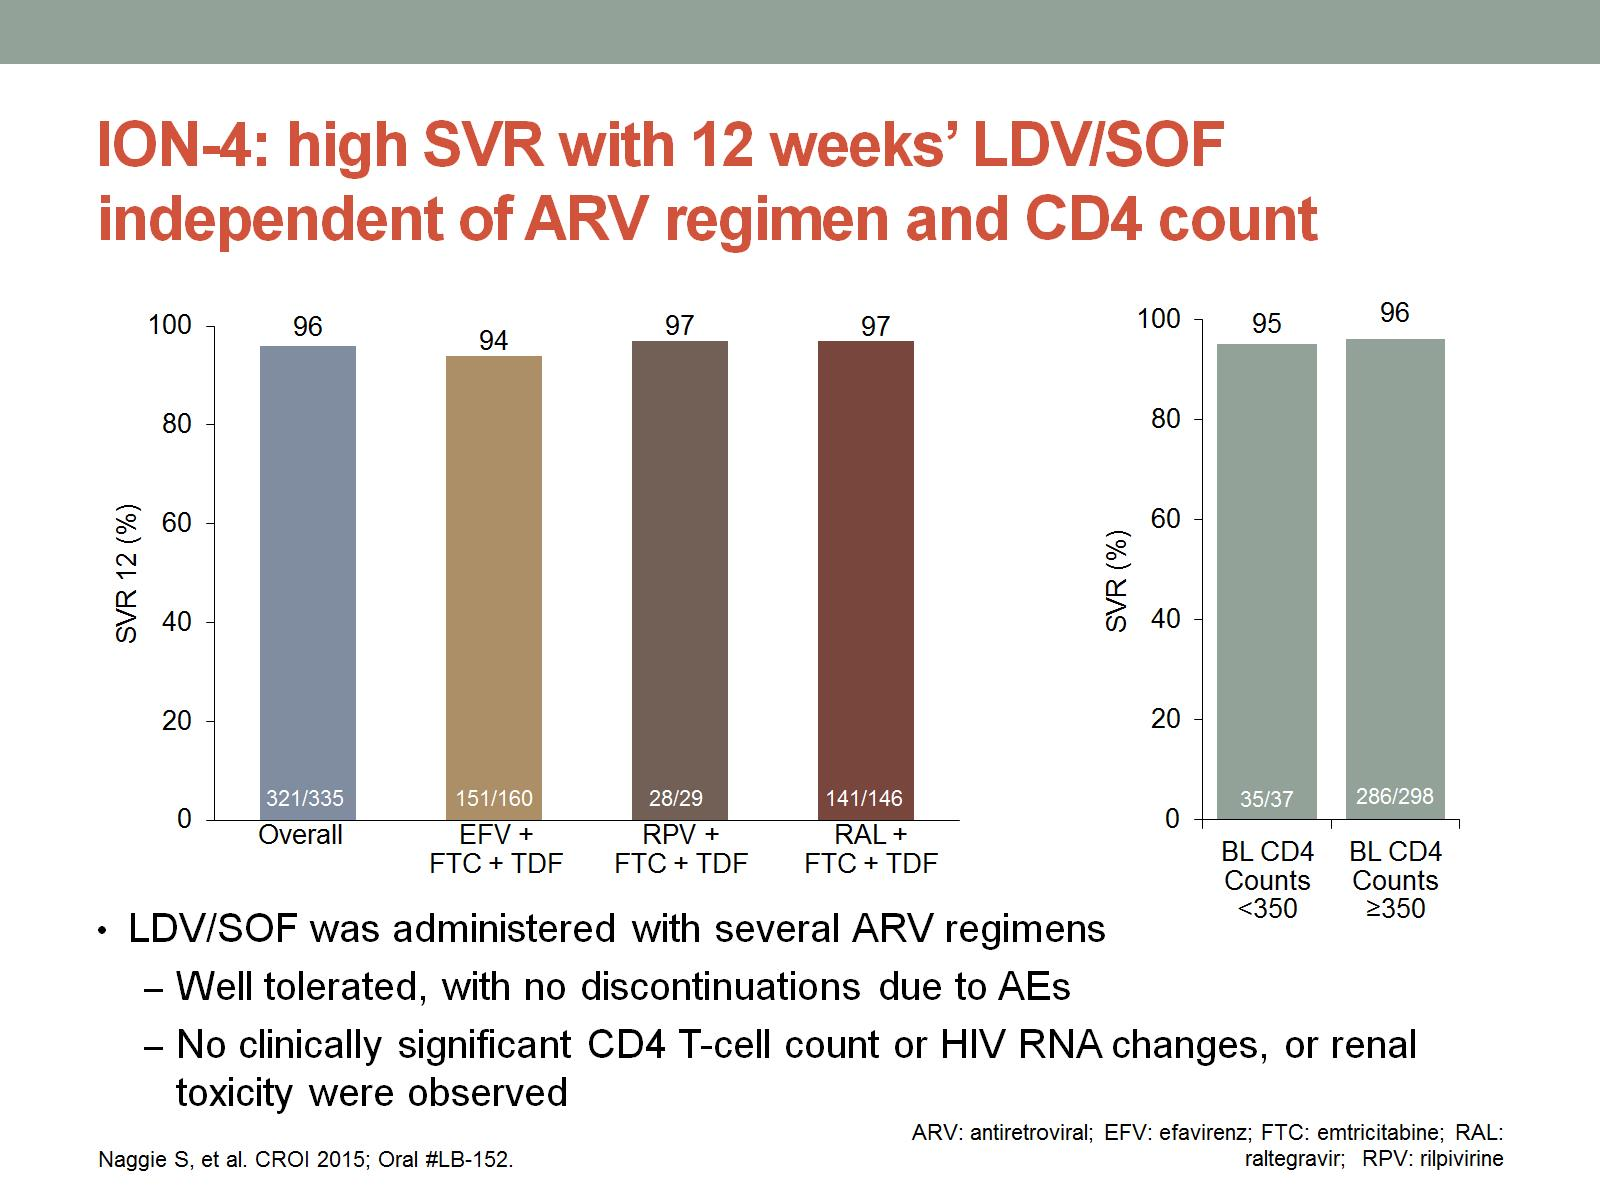 ION-4: high SVR with 12 weeks’ LDV/SOF
independent of ARV regimen and CD4 count
SVR 12 (%)
100
80
60
40
20
0
96
94
97
97
321/335
151/160
28/29
141/146
Overall
EFV +
FTC + TDF
RPV +
FTC + TDF
RAL +
FTC + TDF
SVR (%)
100
80
60
40
20
0
95
96
35/37
286/298
BL CD4
Counts
<350
BL CD4
Counts
≥350
• LDV/SOF was administered with several ARV regimens
– Well tolerated, with no discontinuations due to AEs
– No clinically significant CD4 T-cell count or HIV RNA changes, or renal
toxicity were observed
ARV: antiretroviral; EFV: efavirenz; FTC: emtricitabine; RAL:
raltegravir; RPV: rilpivirine
Naggie S, et al. CROI 2015; Oral #LB-152.